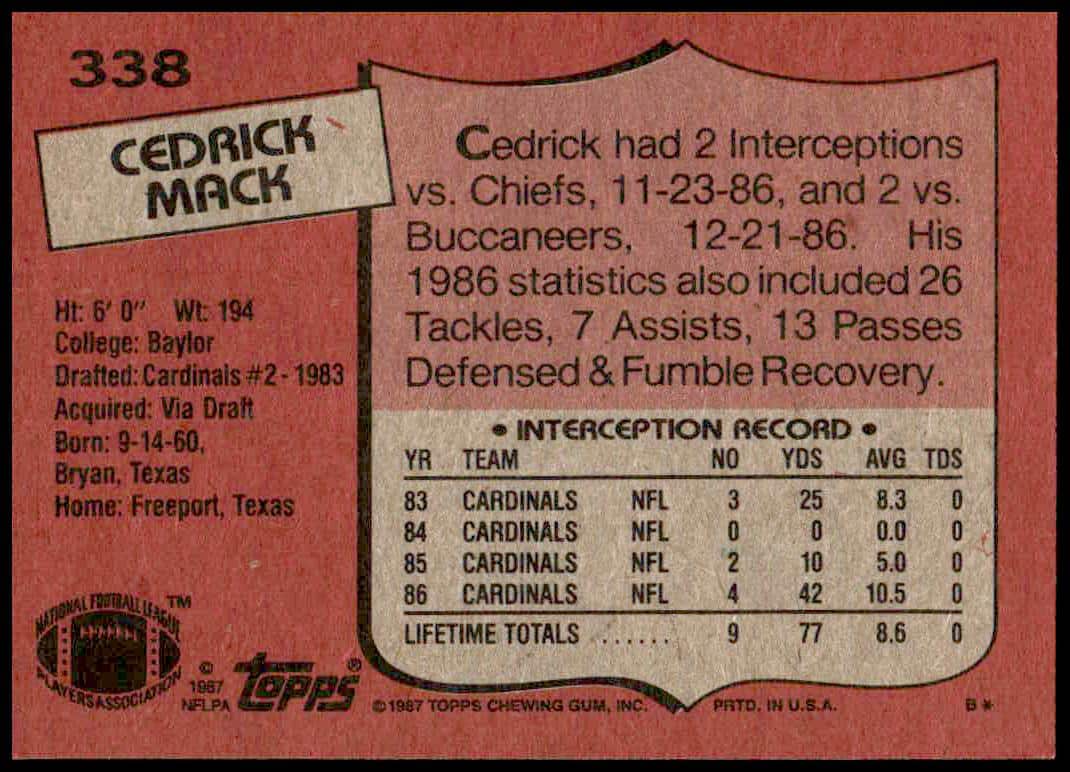 338
CEDRICK
MACK
Ht: 6' 0" Wt: 194
College: Baylor
Drafted: Cardinals #2 - 1983
Acquired: Via Draft
Born: 9-14-60,
Bryan, Texas
Home: Freeport, Texas
Cedrick had 2 Interceptions
vs. Chiefs, 11-23-86, and 2 vs.
Buccaneers, 12-21-86. His
1986 statistics also included 26
Tackles, 7 Assists, 13 Passes
Defensed & Fumble Recovery.
• INTERCEPTION RECORD •
YR TEAM NO YDS AVG TDS
83 CARDINALS NFL 3 25 8.3 0
84 CARDINALS NFL 0 0 0.0 0
85 CARDINALS NFL 2 10 5.0 0
86 CARDINALS NFL 4 42 10.5 0
LIFETIME TOTALS ...... 9 77 8.6 0
NATIONAL FOOTBALL LEAGUE ™
PLAYERS ASSOCIATION
©
1987
NFLPA
topps ®
© 1987 TOPPS CHEWING GUM, INC. PRTD. IN U.S.A. B*